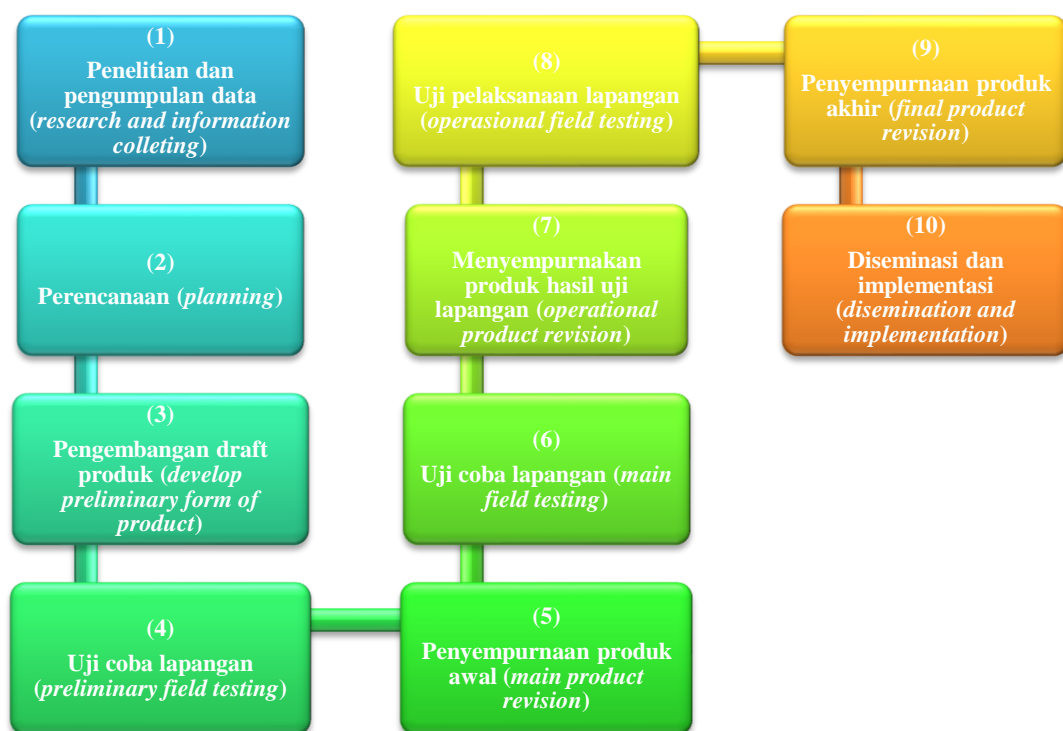 (1)
Penelitian dan
pengumpulan data
(research and information
colleting)
(2)
Perencanaan (planning)
(3)
Pengembangan draft
produk (develop
preliminary form of
product)
(4)
Uji coba lapangan
(preliminary field testing)
(5)
Penyempurnaan produk
awal (main product
revision)
(6)
Uji coba lapangan (main
field testing)
(7)
Menyempurnakan
produk hasil uji
lapangan (operational
product revision)
(8)
Uji pelaksanaan lapangan
(operasional field testing)
(9)
Penyempurnaan produk
akhir (final product
revision)
(10)
Diseminasi dan
implementasi
(disemination and
implementation)